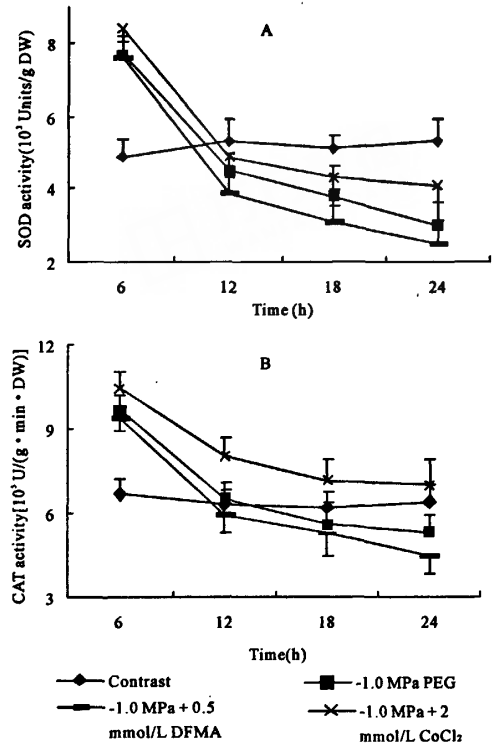 A
8
6
4
2
SOD activity(10³ Units/g DW)
6 12 18 24
Time (h)
B
12
9
6
3
CAT activity[10³ U/(g • min • DW)]
6 12 18 24
Time(h)
Contrast
-1.0 MPa PEG
-1.0 MPa + 0.5 mmol/L DFMA
-1.0 MPa + 2 mmol/L CoCl₂